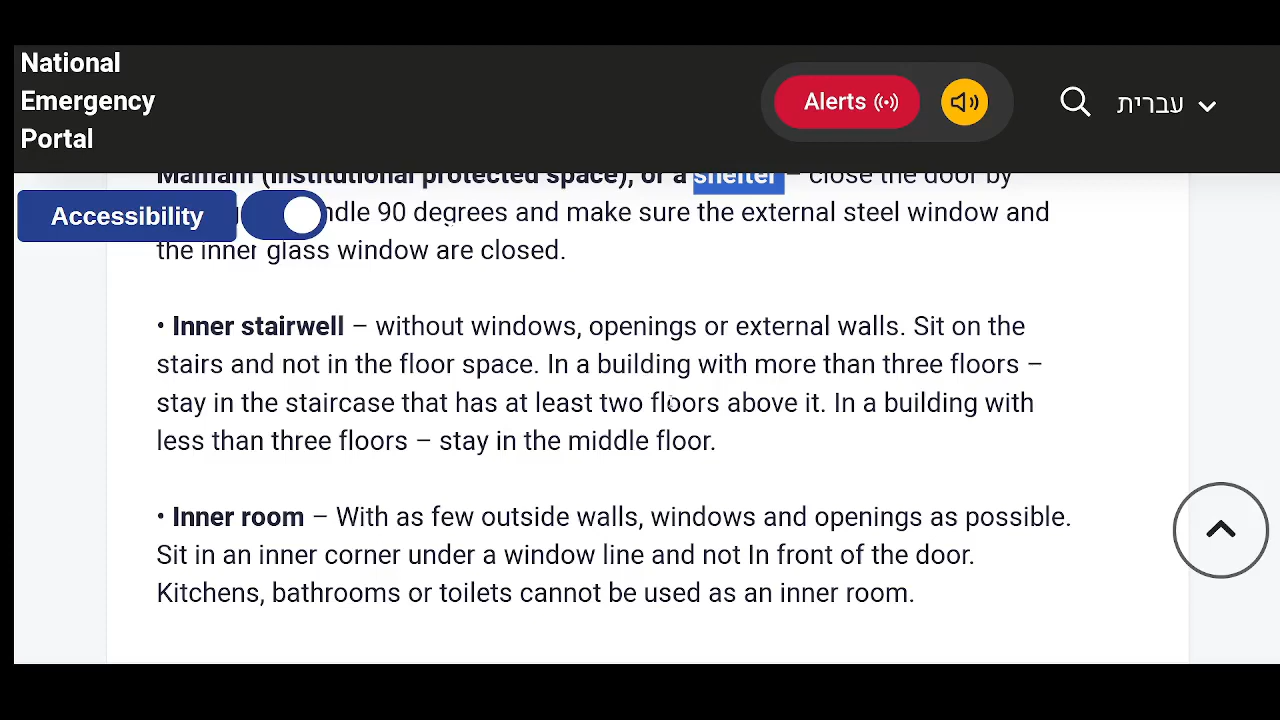 National
Emergency
Portal
Alerts
עברית
Mamam (institutional protected space), or a shelter – close the door by
Accessibility
ndle 90 degrees and make sure the external steel window and
the inner glass window are closed.
• Inner stairwell – without windows, openings or external walls. Sit on the
stairs and not in the floor space. In a building with more than three floors –
stay in the staircase that has at least two floors above it. In a building with
less than three floors – stay in the middle floor.
• Inner room – With as few outside walls, windows and openings as possible.
Sit in an inner corner under a window line and not In front of the door.
Kitchens, bathrooms or toilets cannot be used as an inner room.